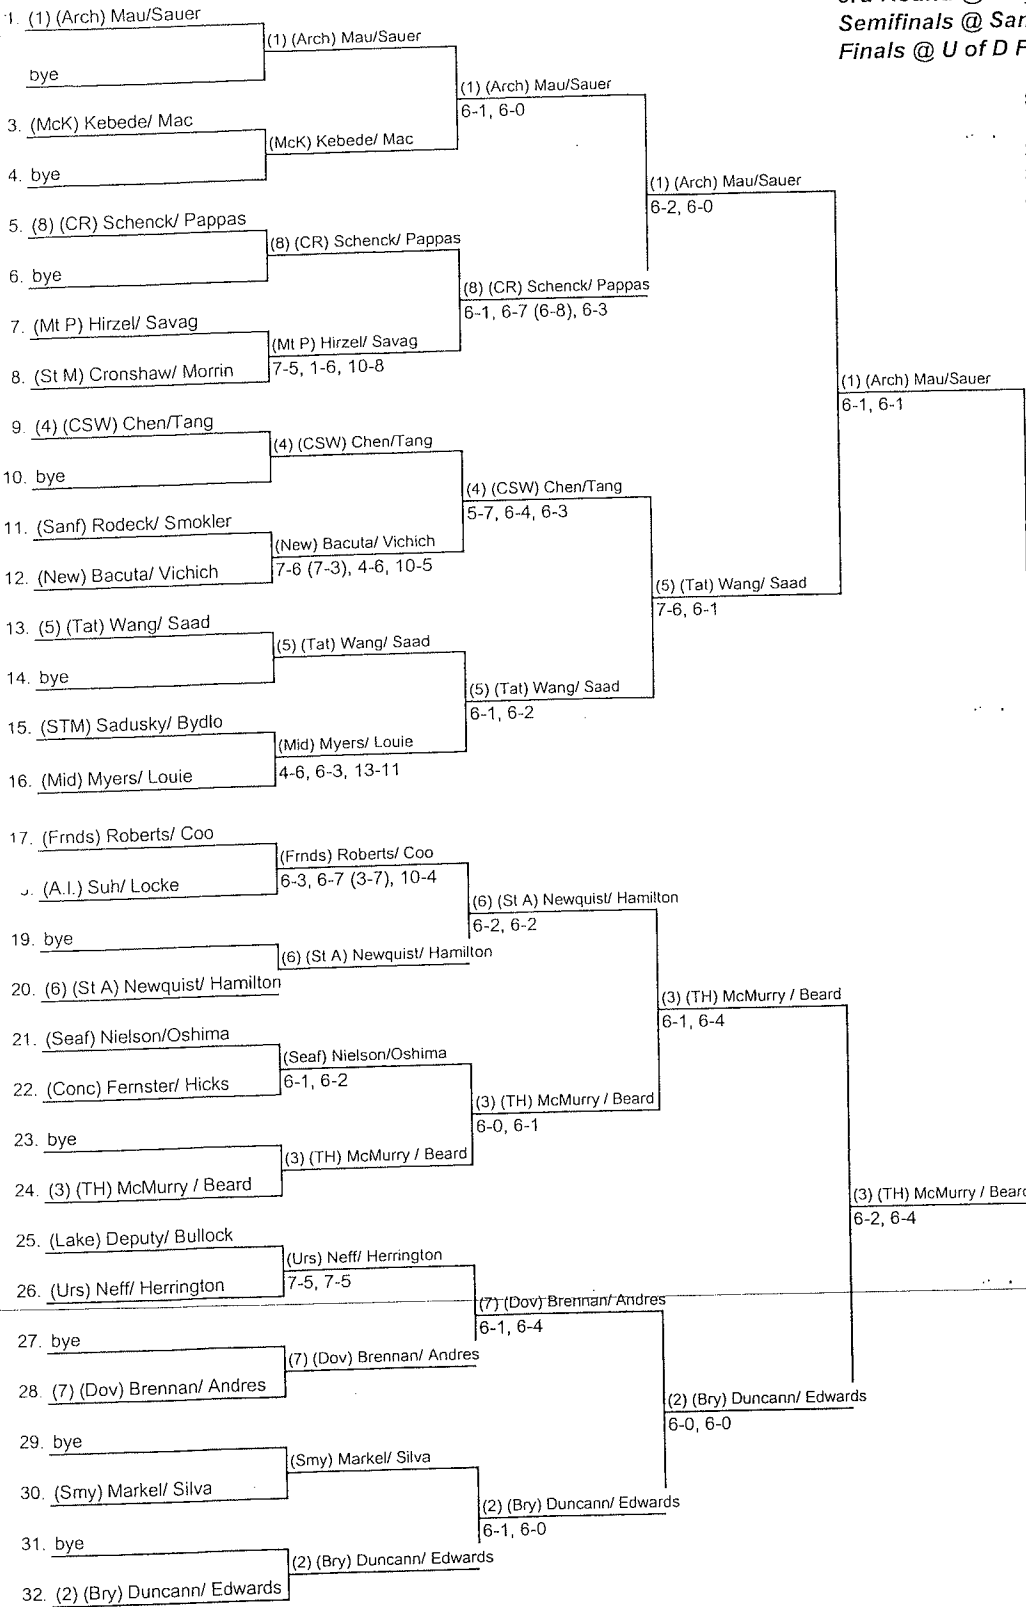 Semifinals @ San
Finals @ U of D F
1. (1) (Arch) Mau/Sauer
bye
3. (McK) Kebede/ Mac
4. bye
5. (8) (CR) Schenck/ Pappas
6. bye
7. (Mt P) Hirzel/ Savag
8. (St M) Cronshaw/ Morrin
9. (4) (CSW) Chen/Tang
10. bye
11. (Sanf) Rodeck/ Smokler
12. (New) Bacuta/ Vichich
13. (5) (Tat) Wang/ Saad
14. bye
15. (STM) Sadusky/ Bydlo
16. (Mid) Myers/ Louie
17. (Frnds) Roberts/ Coo
(A.I.) Suh/ Locke
19. bye
20. (6) (St A) Newquist/ Hamilton
21. (Seaf) Nielson/Oshima
22. (Conc) Fernster/ Hicks
23. bye
24. (3) (TH) McMurry / Beard
25. (Lake) Deputy/ Bullock
26. (Urs) Neff/ Herrington
27. bye
28. (7) (Dov) Brennan/ Andres
29. bye
30. (Smy) Markel/ Silva
31. bye
32. (2) (Bry) Duncann/ Edwards
(1) (Arch) Mau/Sauer
(McK) Kebede/ Mac
(8) (CR) Schenck/ Pappas
(Mt P) Hirzel/ Savag
7-5, 1-6, 10-8
(4) (CSW) Chen/Tang
(New) Bacuta/ Vichich
7-6 (7-3), 4-6, 10-5
(5) (Tat) Wang/ Saad
(Mid) Myers/ Louie
4-6, 6-3, 13-11
(Frnds) Roberts/ Coo
6-3, 6-7 (3-7), 10-4
(6) (St A) Newquist/ Hamilton
(Seaf) Nielson/Oshima
6-1, 6-2
(3) (TH) McMurry / Beard
(Urs) Neff/ Herrington
7-5, 7-5
(7) (Dov) Brennan/ Andres
(Smy) Markel/ Silva
(2) (Bry) Duncann/ Edwards
(1) (Arch) Mau/Sauer
6-1, 6-0
(8) (CR) Schenck/ Pappas
6-1, 6-7 (6-8), 6-3
(4) (CSW) Chen/Tang
5-7, 6-4, 6-3
(5) (Tat) Wang/ Saad
6-1, 6-2
(6) (St A) Newquist/ Hamilton
6-2, 6-2
(3) (TH) McMurry / Beard
6-0, 6-1
(7) (Dov) Brennan/ Andres
6-1, 6-4
(2) (Bry) Duncann/ Edwards
6-1, 6-0
(1) (Arch) Mau/Sauer
6-2, 6-0
(5) (Tat) Wang/ Saad
7-6, 6-1
(3) (TH) McMurry / Beard
6-1, 6-4
(2) (Bry) Duncann/ Edwards
6-0, 6-0
(1) (Arch) Mau/Sauer
6-1, 6-1
(3) (TH) McMurry / Beard
6-2, 6-4